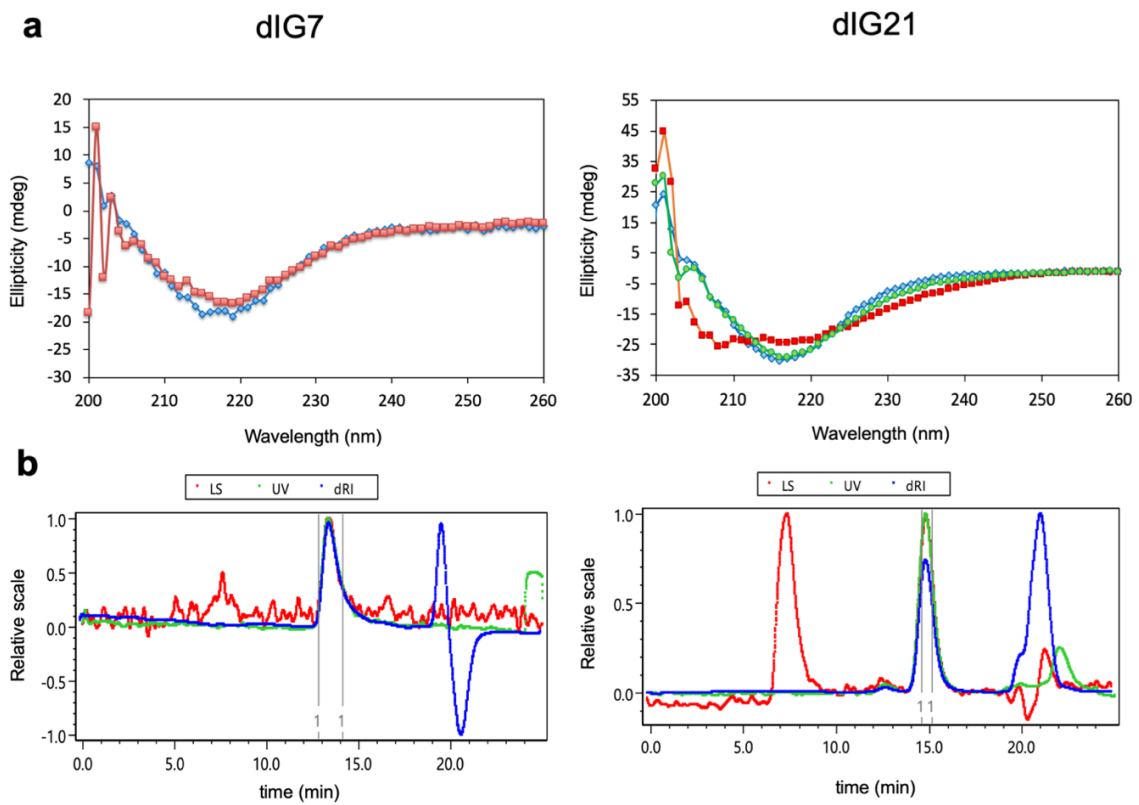 a
dIG7
dIG21
20
15
10
5
0
-5
-10
-15
-20
-25
-30
Ellipticity (mdeg)
200 210 220 230 240 250 260
Wavelength (nm)
55
45
35
25
15
5
-5
-15
-25
-35
Ellipticity (mdeg)
200 210 220 230 240 250 260
Wavelength (nm)
b
LS UV dRI
1.0
0.5
0.0
-0.5
-1.0
Relative scale
1 1
0.0 5.0 10.0 15.0 20.0
time (min)
LS UV dRI
1.0
0.5
0.0
Relative scale
1 1
0.0 5.0 10.0 15.0 20.0
time (min)